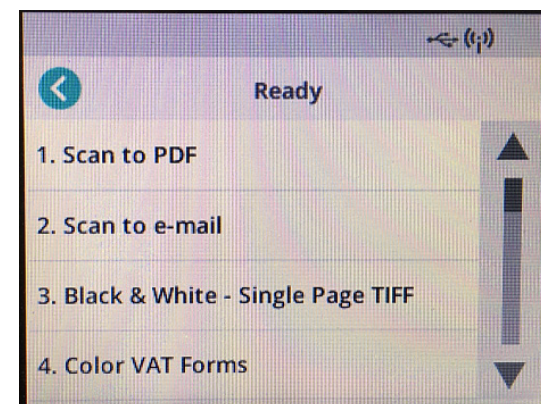 Ready
1. Scan to PDF
2. Scan to e-mail
3. Black & White - Single Page TIFF
4. Color VAT Forms